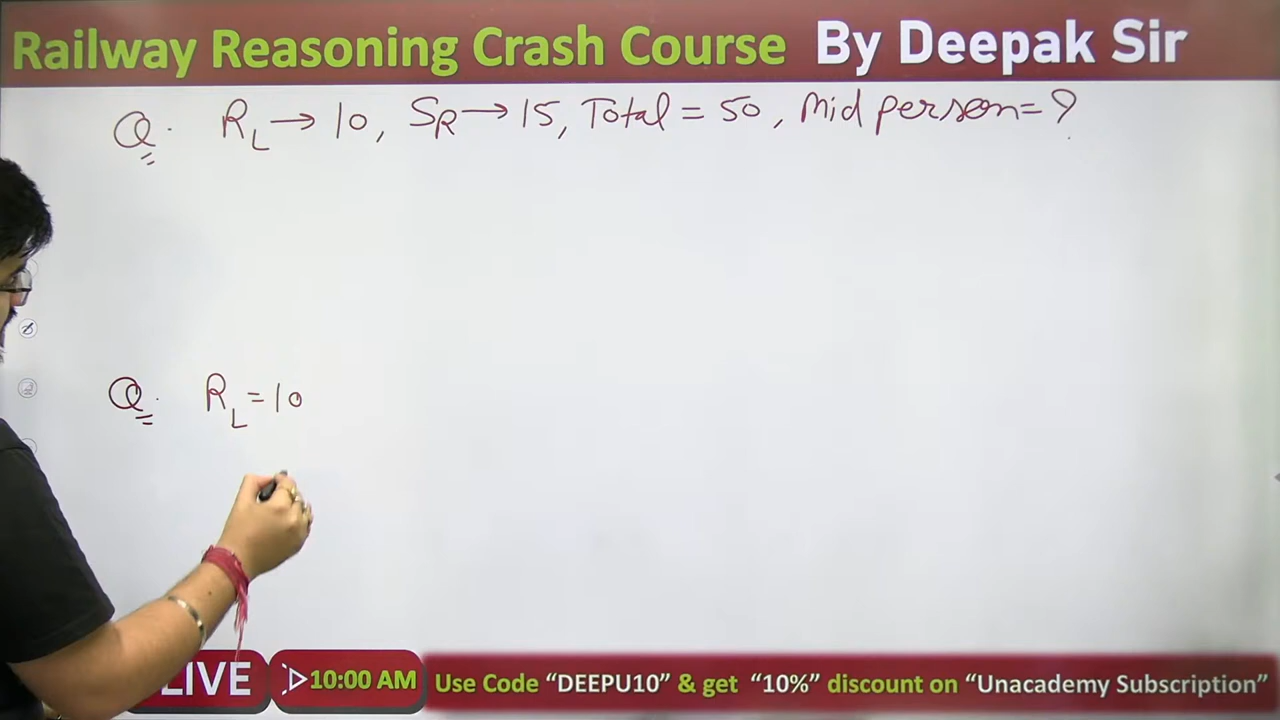 Railway Reasoning Crash Course By Deepak Sir
Q. R_L → 10, S_R → 15, Total = 50, Mid person = ?
Q. R_L = 10
LIVE 10:00 AM Use Code “DEEPU10” & get “10%” discount on “Unacademy Subscription”